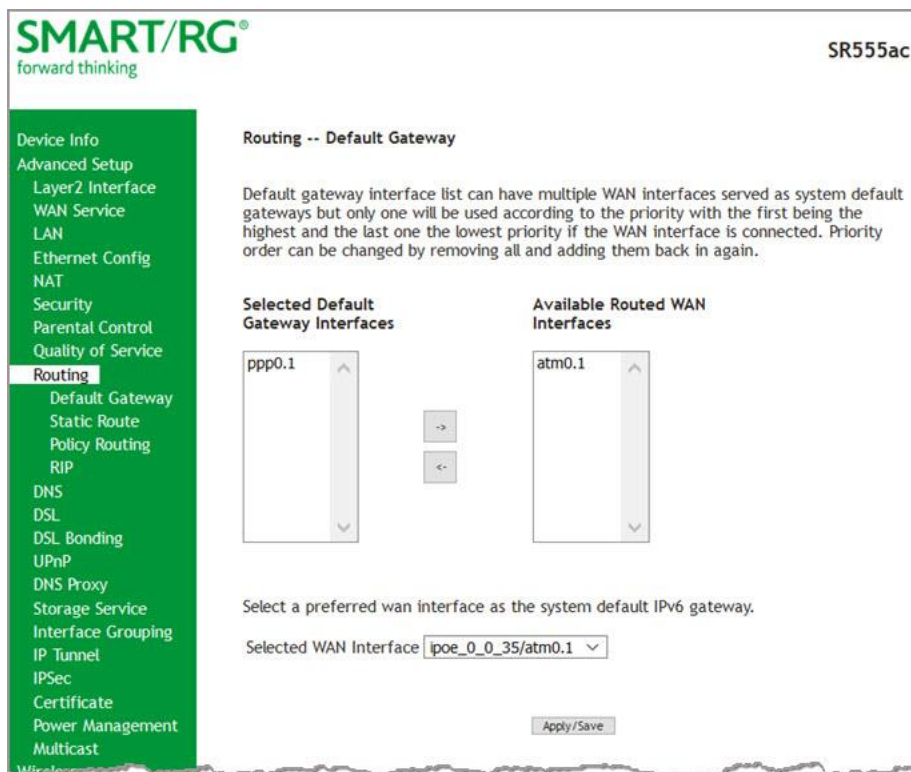 SMART/RG®
forward thinking
SR555ac
Device Info
Advanced Setup
Layer2 Interface
WAN Service
LAN
Ethernet Config
NAT
Security
Parental Control
Quality of Service
Routing
Default Gateway
Static Route
Policy Routing
RIP
DNS
DSL
DSL Bonding
UPnP
DNS Proxy
Storage Service
Interface Grouping
IP Tunnel
IPSec
Certificate
Power Management
Multicast
Routing -- Default Gateway
Default gateway interface list can have multiple WAN interfaces served as system default
gateways but only one will be used according to the priority with the first being the
highest and the last one the lowest priority if the WAN interface is connected. Priority
order can be changed by removing all and adding them back in again.
Selected Default
Gateway Interfaces
ppp0.1
->
<-
Available Routed WAN
Interfaces
atm0.1
Select a preferred wan interface as the system default IPv6 gateway.
Selected WAN Interface ipoe_0_0_35/atm0.1
Apply/Save